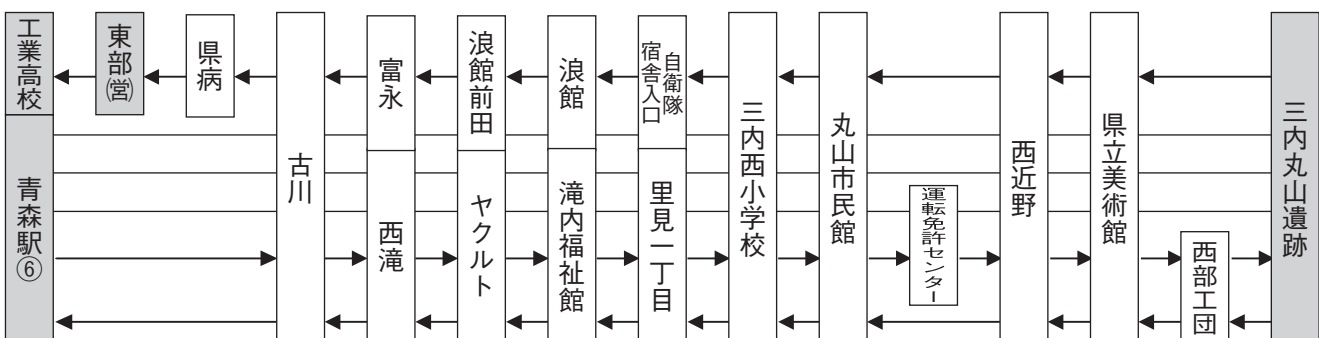 工業高校
東部(営)
県病
古川
富永
浪館前田
浪館
自衛隊
宿舎入口
三内西小学校
丸山市民館
西近野
県立美術館
三内丸山遺跡
青森駅⑥
西滝
ヤクルト
滝内福祉館
里見一丁目
運転免許センター
西部工団